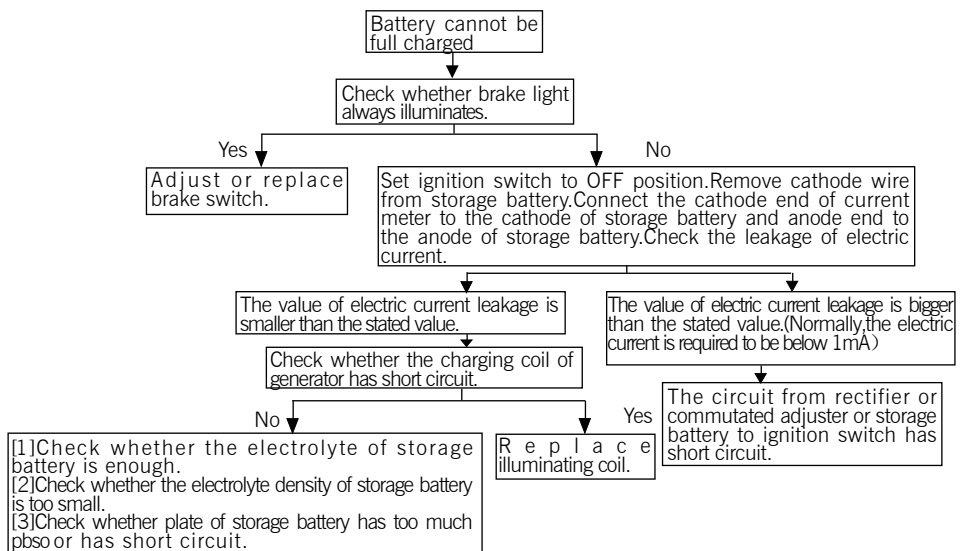 Battery cannot be
full charged
Check whether brake light
always illuminates.
Yes
No
Adjust or replace
brake switch.
Set ignition switch to OFF position.Remove cathode wire
from storage battery.Connect the cathode end of current
meter to the cathode of storage battery and anode end to
the anode of storage battery.Check the leakage of electric
current.
The value of electric current leakage is
smaller than the stated value.
The value of electric current leakage is bigger
than the stated value.(Normally,the electric
current is required to be below 1mA)
Check whether the charging coil of
generator has short circuit.
The circuit from rectifier or
commutated adjuster or storage
battery to ignition switch has
short circuit.
No
Yes
[1]Check whether the electrolyte of storage
battery is enough.
[2]Check whether the electrolyte density of storage battery
is too small.
[3]Check whether plate of storage battery has too much
pbso or has short circuit.
Replace
illuminating coil.